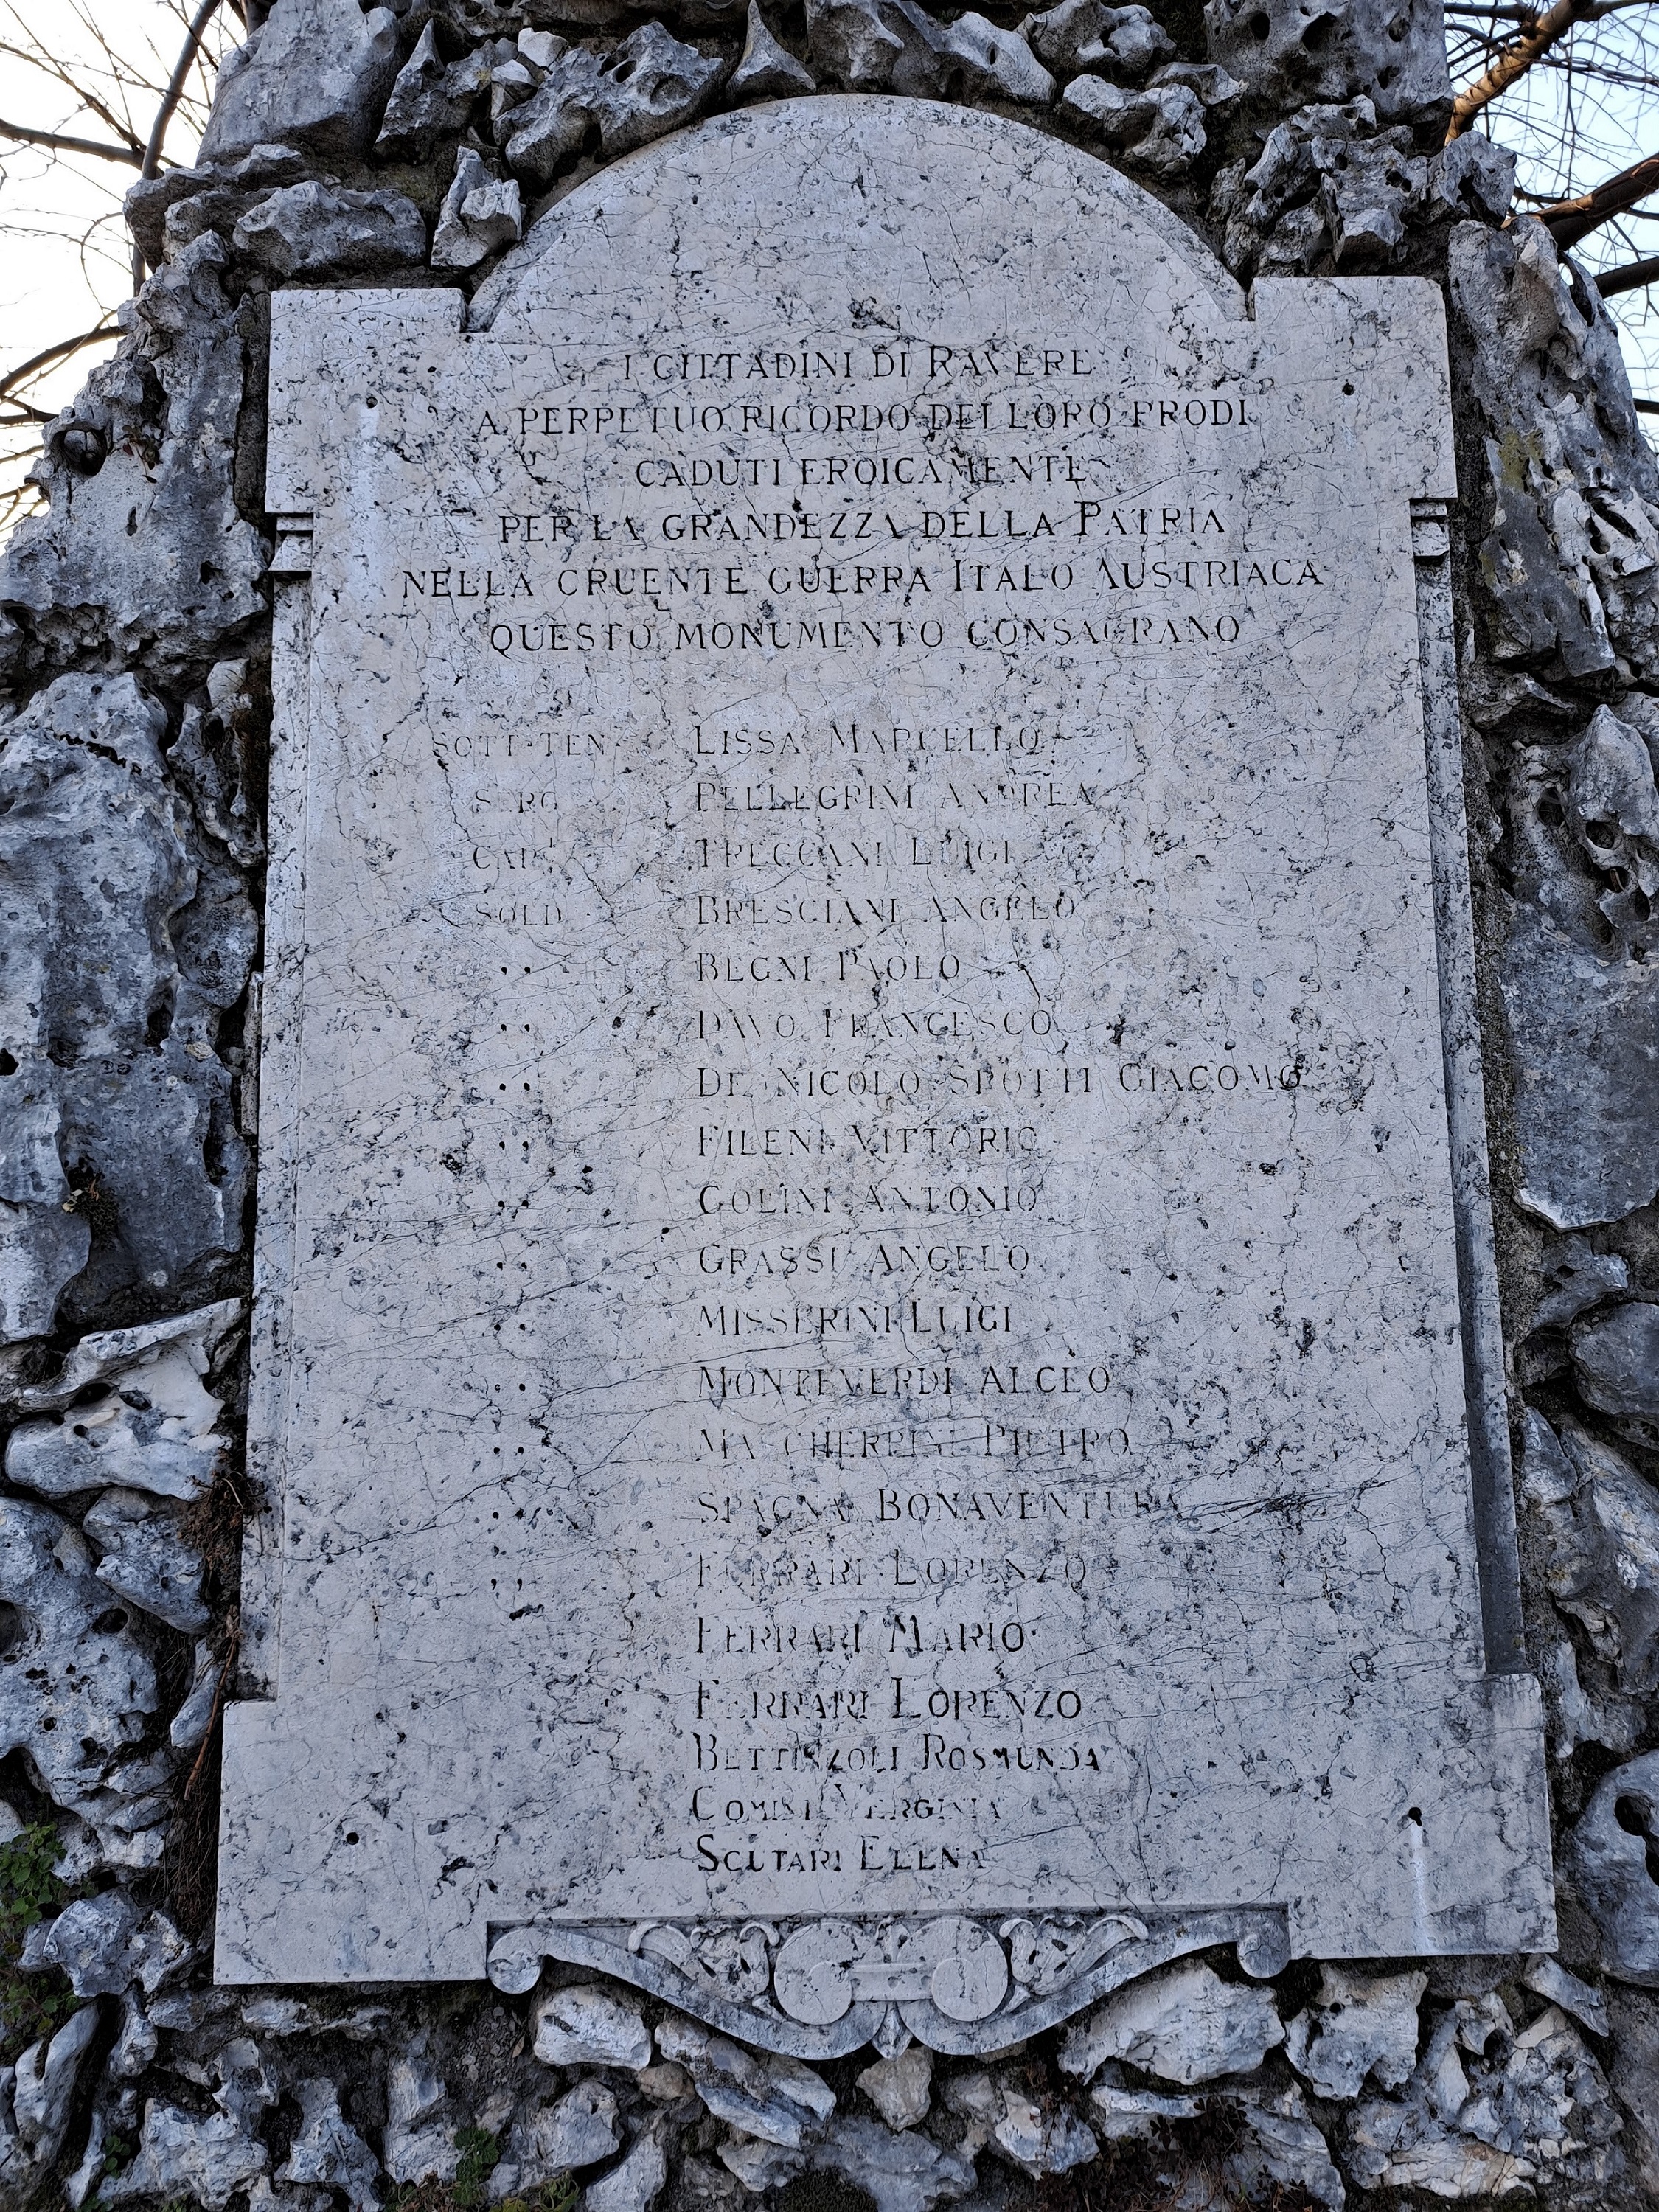 I CITTADINI DI RAVERE
A PERPETUO RICORDO DEI LORO PRODI
CADUTI EROICAMENTE
PER LA GRANDEZZA DELLA PATRIA
NELLA CRUENTE GUERRA ITALO AUSTRIACA
QUESTO MONUMENTO CONSACRANO
SOTT-TEN LISSA MARCELLO
SERG PELLEGRINI ANDREA
TRECCANI LUIGI
SOLD BRESCIANI ANGELO
,, BEGNI PAOLO
,, DAVO FRANCESCO
,, DE NICOLO SPOTTI GIACOMO
,, FILENI VITTORIO
,, GOLINI ANTONIO
,, GRASSI ANGELO
,, MISSERINI LUIGI
,, MONTEVERDI ALCEO
,, MASCHERPINI PIETRO
,, SPAGNA BONAVENTURA
,, FERRARI LORENZO
FERRARI MARIO
FERRARI LORENZO
BETTINZOLI ROSMUNDA
COMINI VERGINIA
SCUTARI ELENA